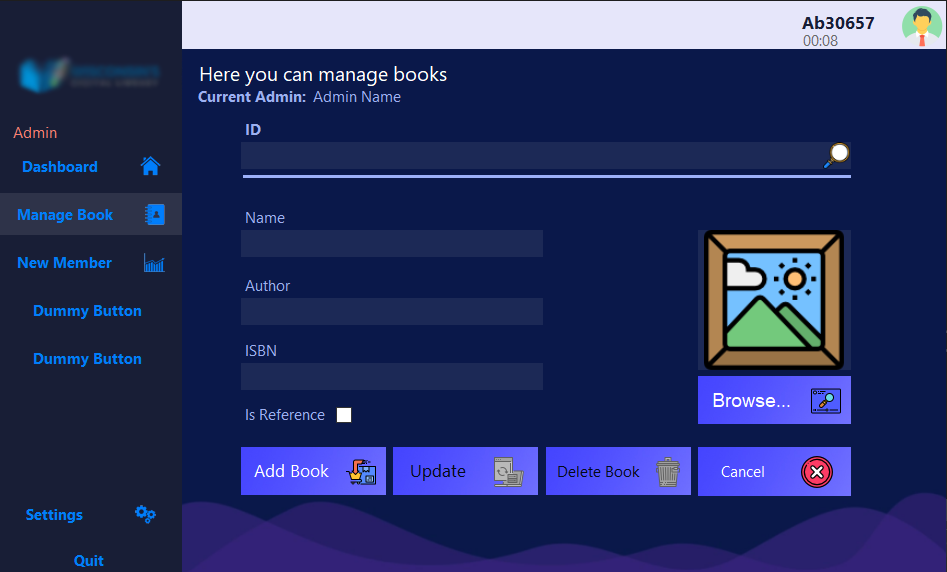 Ab30657
00:08
Here you can manage books
Current Admin: Admin Name
Admin
Dashboard
Manage Book
New Member
Dummy Button
Dummy Button
Settings
Quit
ID
Name
Author
ISBN
Is Reference
Browse...
Add Book
Update
Delete Book
Cancel